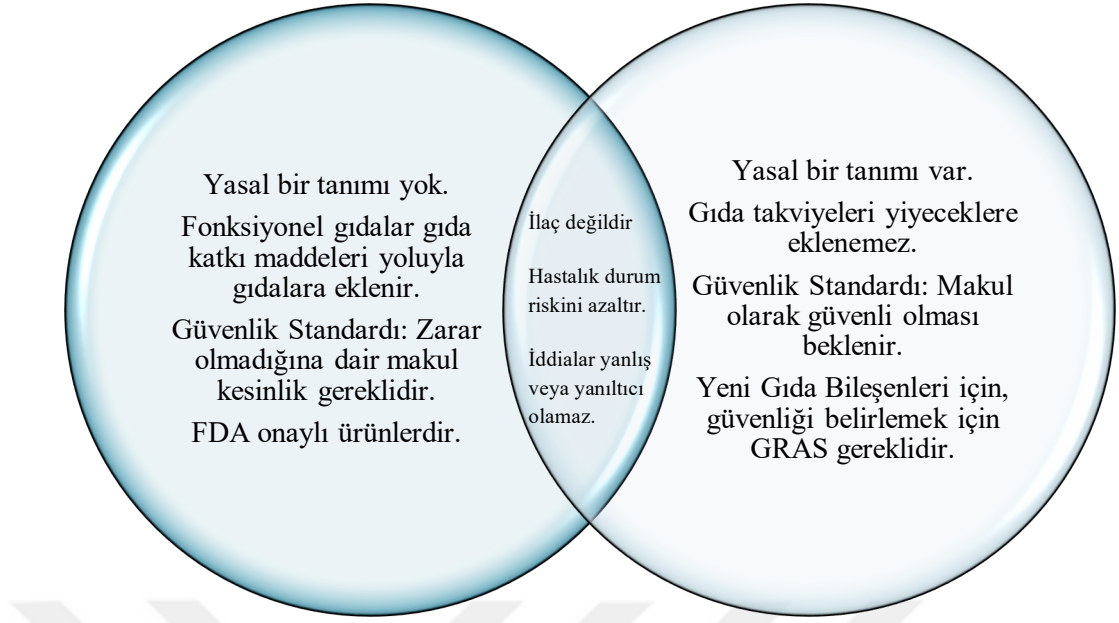 Yasal bir tanımı yok.
Fonksiyonel gıdalar gıda
katkı maddeleri yoluyla
gıdalara eklenir.
Güvenlik Standardı: Zarar
olmadığına dair makul
kesinlik gereklidir.
FDA onaylı ürünlerdir.
İlaç değildir
Hastalık durum
riskini azaltır.
İddialar yanlış
veya yanıltıcı
olamaz.
Yasal bir tanımı var.
Gıda takviyeleri yiyeceklere
eklenemez.
Güvenlik Standardı: Makul
olarak güvenli olması
beklenir.
Yeni Gıda Bileşenleri için,
güvenliği belirlemek için
GRAS gereklidir.